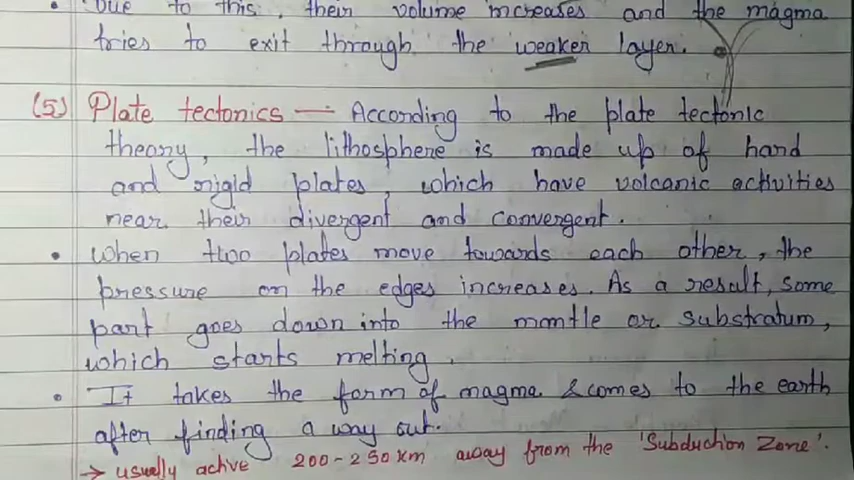 • Due to this, their volume increases and the magma
tries to exit through the weaker layer.
(5) Plate tectonics — According to the plate tectonic
theory, the lithosphere is made up of hard
and rigid plates, which have volcanic activities
near their divergent and convergent.
• When two plates move towards each other, the
pressure on the edges increases. As a result, some
part goes down into the mantle or substratum,
which starts melting.
• It takes the form of magma & comes to the earth
after finding a way out.
→ usually active 200-250 km away from the 'Subduction Zone'.